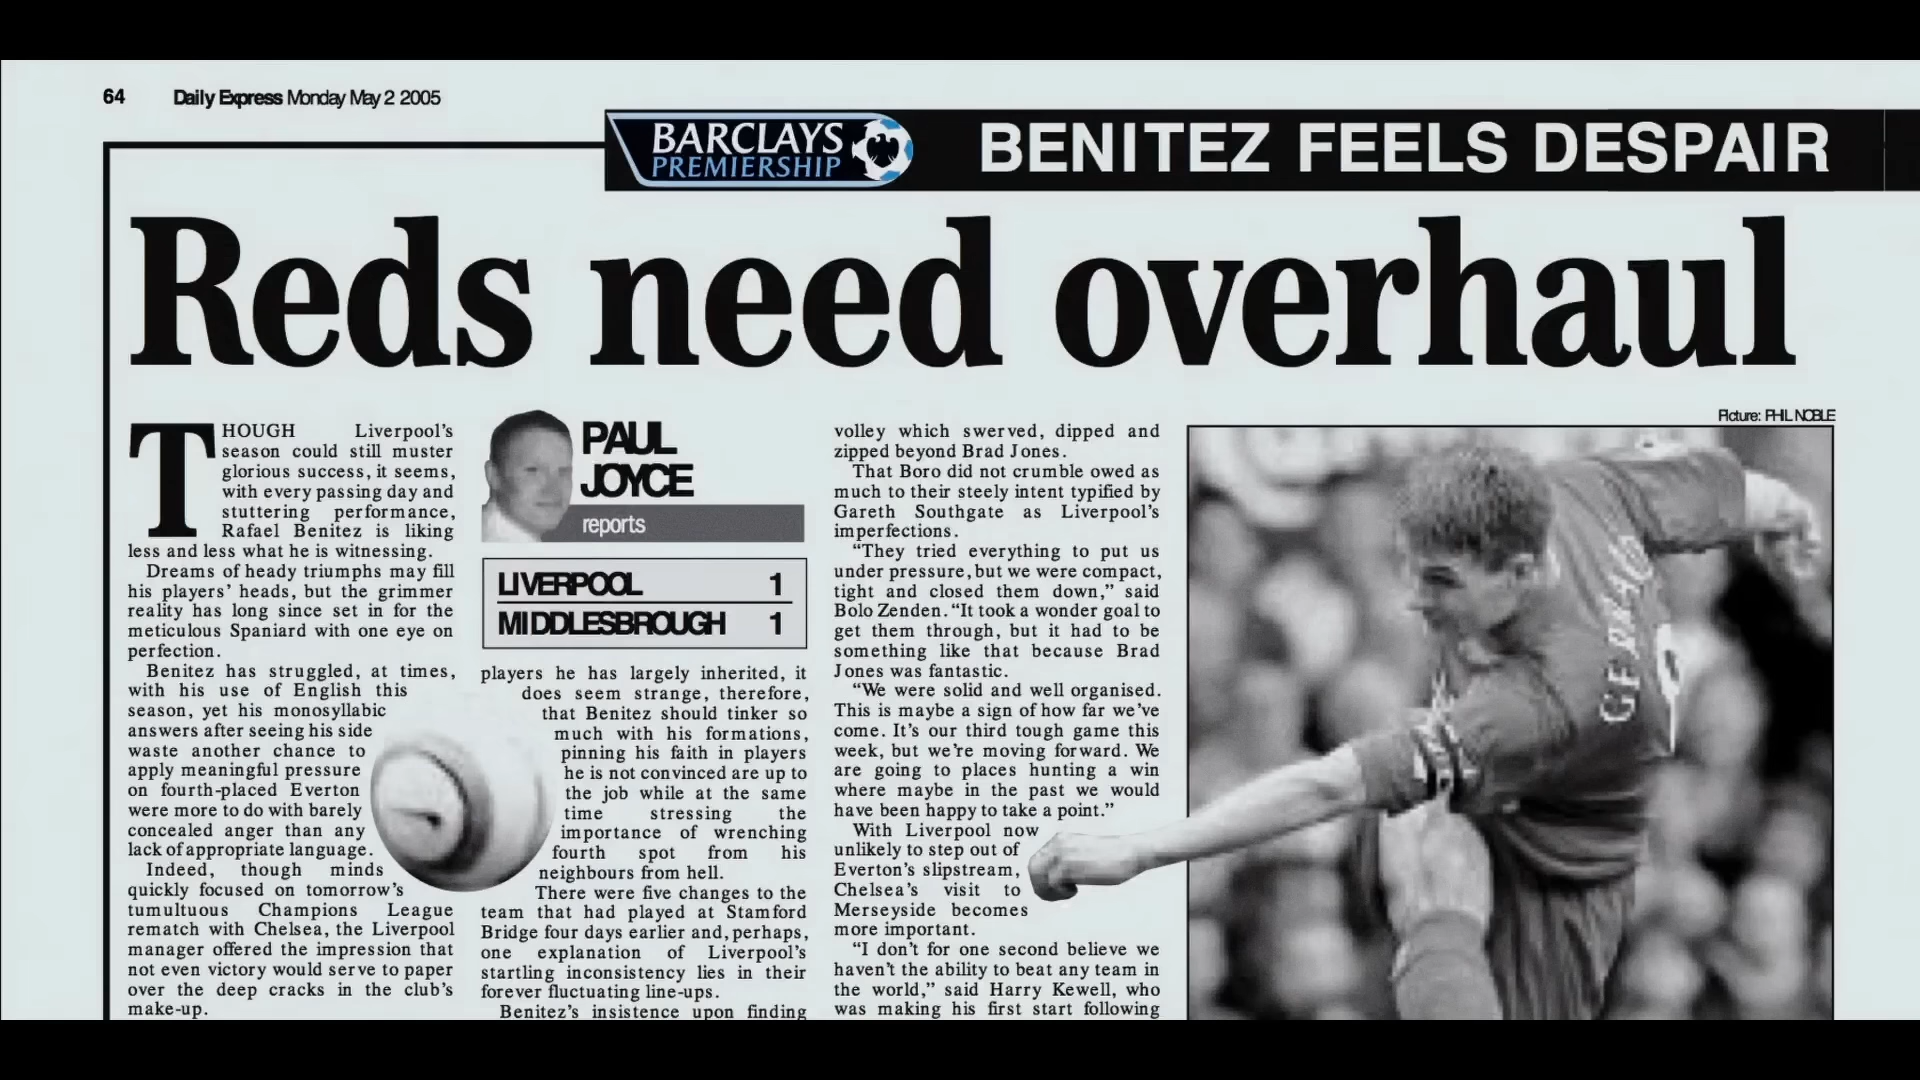 64 Daily Express Monday May 2 2005
BARCLAYS
PREMIERSHIP
BENITEZ FEELS DESPAIR
Reds need overhaul
THOUGH Liverpool's
season could still muster
glorious success, it seems,
with every passing day and
stuttering performance,
Rafael Benitez is liking
less and less what he is witnessing.
Dreams of heady triumphs may fill
his players' heads, but the grimmer
reality has long since set in for the
meticulous Spaniard with one eye on
perfection.
Benitez has struggled, at times,
with his use of English this
season, yet his monosyllabic
answers after seeing his side
waste another chance to
apply meaningful pressure
on fourth-placed Everton
were more to do with barely
concealed anger than any
lack of appropriate language.
Indeed, though minds
quickly focused on tomorrow's
tumultuous Champions League
rematch with Chelsea, the Liverpool
manager offered the impression that
not even victory would serve to paper
over the deep cracks in the club's
make-up.
PAUL
JOYCE
reports
LIVERPOOL 1
MIDDLESBROUGH 1
players he has largely inherited, it
does seem strange, therefore,
that Benitez should tinker so
much with his formations,
pinning his faith in players
he is not convinced are up to
the job while at the same
time stressing the
importance of wrenching
fourth spot from his
neighbours from hell.
There were five changes to the
team that had played at Stamford
Bridge four days earlier and, perhaps,
one explanation of Liverpool's
startling inconsistency lies in their
forever fluctuating line-ups.
Benitez's insistence upon finding
volley which swerved, dipped and
zipped beyond Brad Jones.
That Boro did not crumble owed as
much to their steely intent typified by
Gareth Southgate as Liverpool's
imperfections.
“They tried everything to put us
under pressure, but we were compact,
tight and closed them down,” said
Bolo Zenden. “It took a wonder goal to
get them through, but it had to be
something like that because Brad
Jones was fantastic.
“We were solid and well organised.
This is maybe a sign of how far we've
come. It's our third tough game this
week, but we're moving forward. We
are going to places hunting a win
where maybe in the past we would
have been happy to take a point.”
With Liverpool now
unlikely to step out of
Everton's slipstream,
Chelsea's visit to
Merseyside becomes
more important.
“I don't for one second believe we
haven't the ability to beat any team in
the world,” said Harry Kewell, who
was making his first start following
Picture: PHIL NOBLE
GERRARD